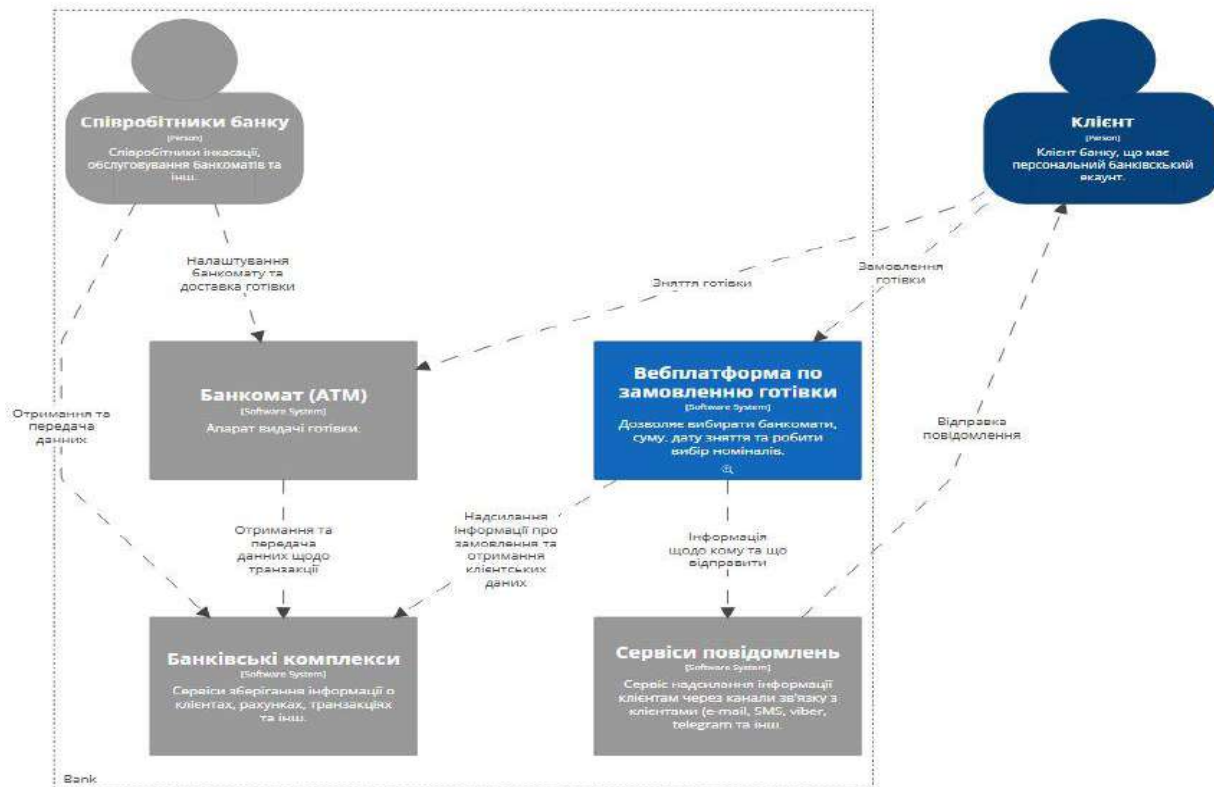 Співробітники банку
[Person]
Співробітники інкасації,
обслуговування банкоматів та
інш.
Клієнт
[Person]
Клієнт банку, що має
персональний банківскький
екаунт.
Налаштування
банкомату та
доставка готівки
Зняття готівки
Замовлення
готівки
Банкомат (ATM)
[Software System]
Апарат видачі готівки.
Вебплатформа по
замовленню готівки
[Software System]
Дозволяє вибирати банкомати,
суму, дату зняття та робити
вибір номіналів.
Отримання та
передача
данних
Відправка
повідомлення
Отримання та
передача
данних щодо
транзакції
Надсилання
Інформації про
замовлення та
отримання
клієнтських
даних
Інформація
щодо кому та що
відправити
Банківські комплекси
[Software System]
Сервіси зберігання інформації о
клієнтах, рахунках, транзакціях
та інш.
Сервіси повідомлень
[Software System]
Сервіс надсилання інформації
клієнтам через канали зв'язку з
клієнтами (e-mail, SMS, viber,
telegram та інш.
Bank